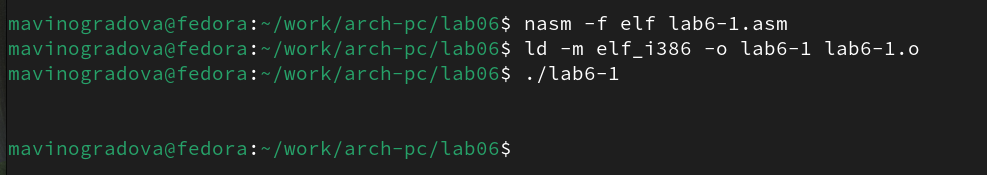 mavinogradova@fedora:~/work/arch-pc/lab06$ nasm -f elf lab6-1.asm
mavinogradova@fedora:~/work/arch-pc/lab06$ ld -m elf_i386 -o lab6-1 lab6-1.o
mavinogradova@fedora:~/work/arch-pc/lab06$ ./lab6-1
mavinogradova@fedora:~/work/arch-pc/lab06$